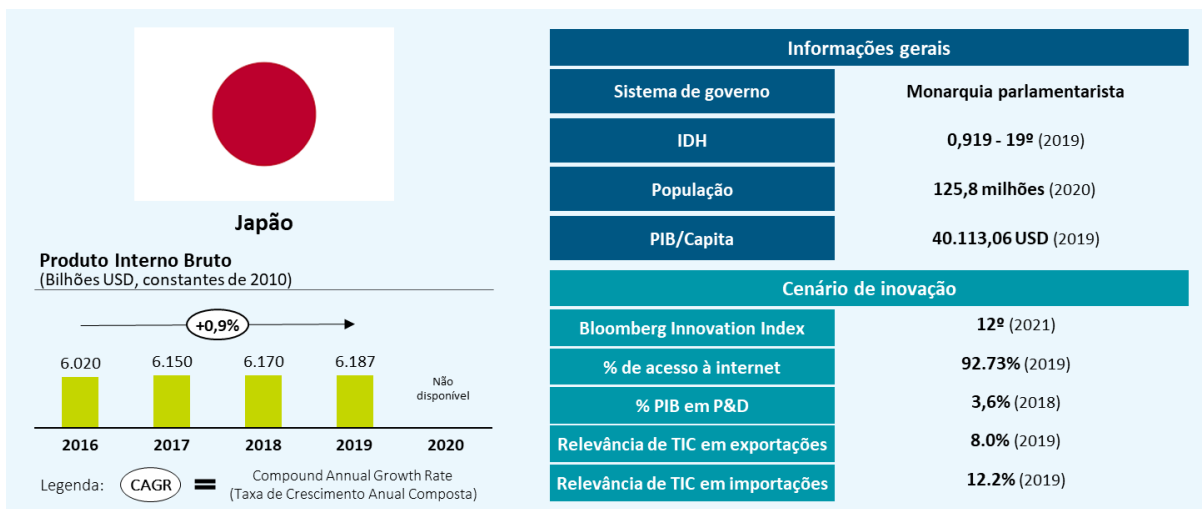 Japão
Produto Interno Bruto
(Bilhões USD, constantes de 2010)
+0,9%
6.020 6.150 6.170 6.187 Não disponível
2016 2017 2018 2019 2020
Legenda: CAGR = Compound Annual Growth Rate
(Taxa de Crescimento Anual Composta)
Informações gerais
Sistema de governo Monarquia parlamentarista
IDH 0,919 - 19º (2019)
População 125,8 milhões (2020)
PIB/Capita 40.113,06 USD (2019)
Cenário de inovação
Bloomberg Innovation Index 12º (2021)
% de acesso à internet 92.73% (2019)
% PIB em P&D 3,6% (2018)
Relevância de TIC em exportações 8.0% (2019)
Relevância de TIC em importações 12.2% (2019)